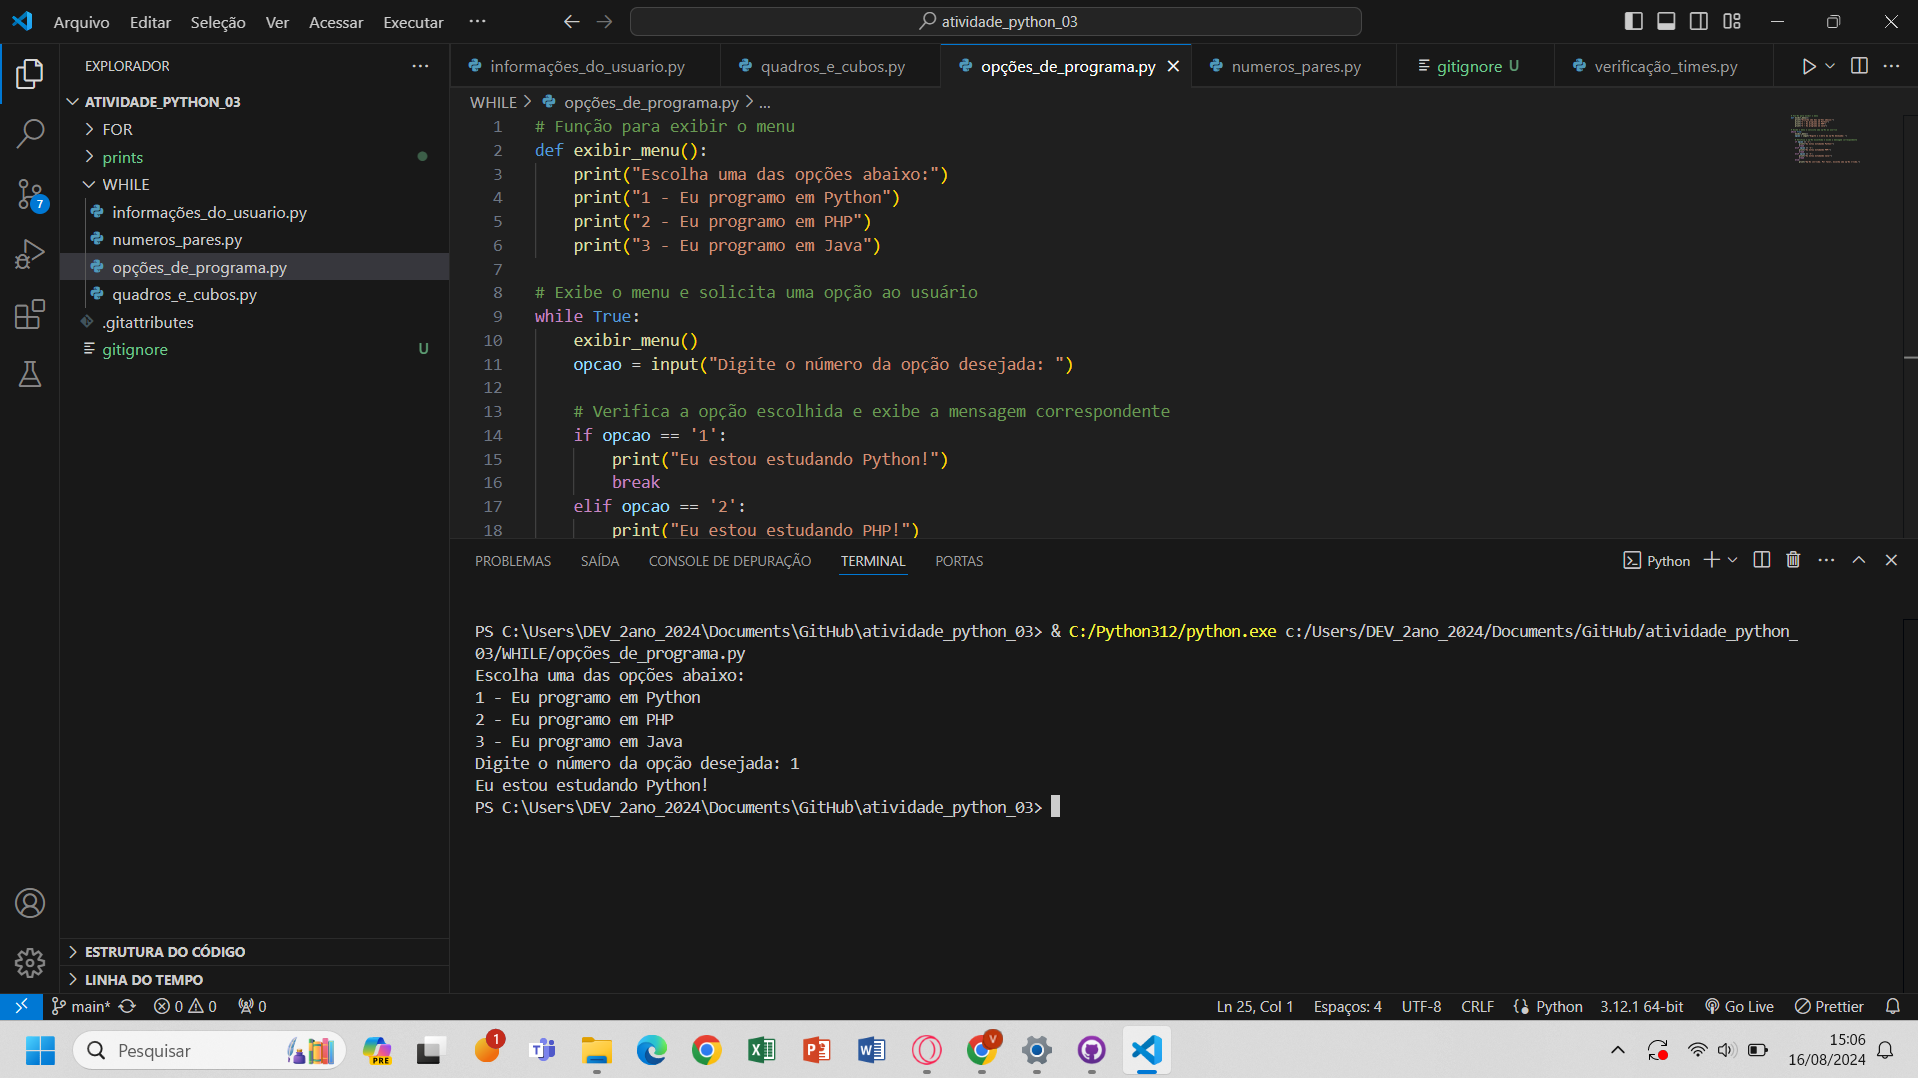 Arquivo Editar Seleção Ver Acessar Executar ··· atividade_python_03
EXPLORADOR ···
ATIVIDADE_PYTHON_03
FOR
prints
WHILE
informações_do_usuario.py
numeros_pares.py
opções_de_programa.py
quadros_e_cubos.py
.gitattributes
gitignore U
7
ESTRUTURA DO CÓDIGO
LINHA DO TEMPO
informações_do_usuario.py quadros_e_cubos.py opções_de_programa.py numeros_pares.py gitignore U verificação_times.py
WHILE > opções_de_programa.py > ...
1 # Função para exibir o menu
2 def exibir_menu():
3 print("Escolha uma das opções abaixo:")
4 print("1 - Eu programo em Python")
5 print("2 - Eu programo em PHP")
6 print("3 - Eu programo em Java")
7
8 # Exibe o menu e solicita uma opção ao usuário
9 while True:
10 exibir_menu()
11 opcao = input("Digite o número da opção desejada: ")
12
13 # Verifica a opção escolhida e exibe a mensagem correspondente
14 if opcao == '1':
15 print("Eu estou estudando Python!")
16 break
17 elif opcao == '2':
18 print("Eu estou estudando PHP!")
PROBLEMAS SAÍDA CONSOLE DE DEPURAÇÃO TERMINAL PORTAS Python
PS C:\Users\DEV_2ano_2024\Documents\GitHub\atividade_python_03> & C:/Python312/python.exe c:/Users/DEV_2ano_2024/Documents/GitHub/atividade_python_
03/WHILE/opções_de_programa.py
Escolha uma das opções abaixo:
1 - Eu programo em Python
2 - Eu programo em PHP
3 - Eu programo em Java
Digite o número da opção desejada: 1
Eu estou estudando Python!
PS C:\Users\DEV_2ano_2024\Documents\GitHub\atividade_python_03>
main* 0 0 0 Ln 25, Col 1 Espaços: 4 UTF-8 CRLF {} Python 3.12.1 64-bit Go Live Prettier
Pesquisar PRE 1 V 15:06
16/08/2024